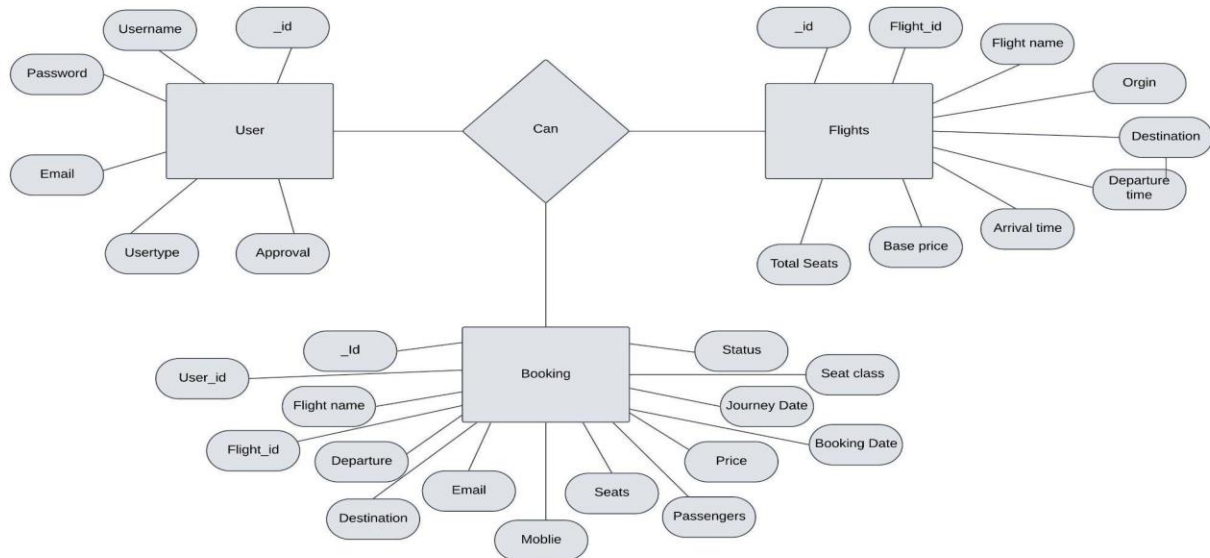 Username
_id
Password
User
Email
Usertype
Approval
Can
_id
Flight_id
Flight name
Orgin
Flights
Destination
Departure
time
Arrival time
Base price
Total Seats
_Id
User_id
Flight name
Flight_id
Departure
Destination
Email
Moblie
Booking
Seats
Passengers
Price
Status
Seat class
Journey Date
Booking Date